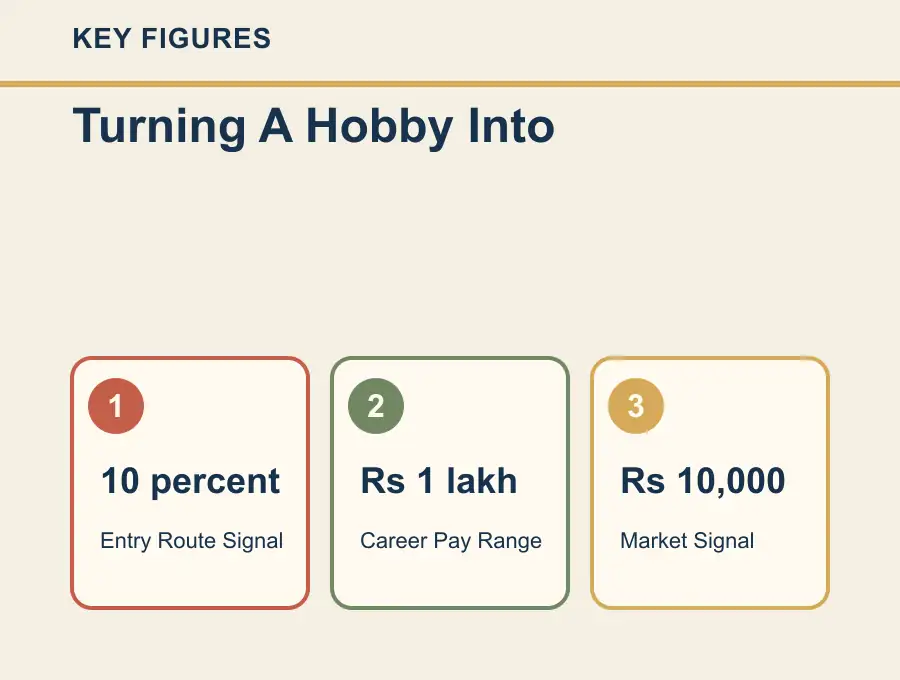 KEY FIGURES
Turning A Hobby Into
1
10 percent
Entry Route Signal
2
Rs 1 lakh
Career Pay Range
3
Rs 10,000
Market Signal